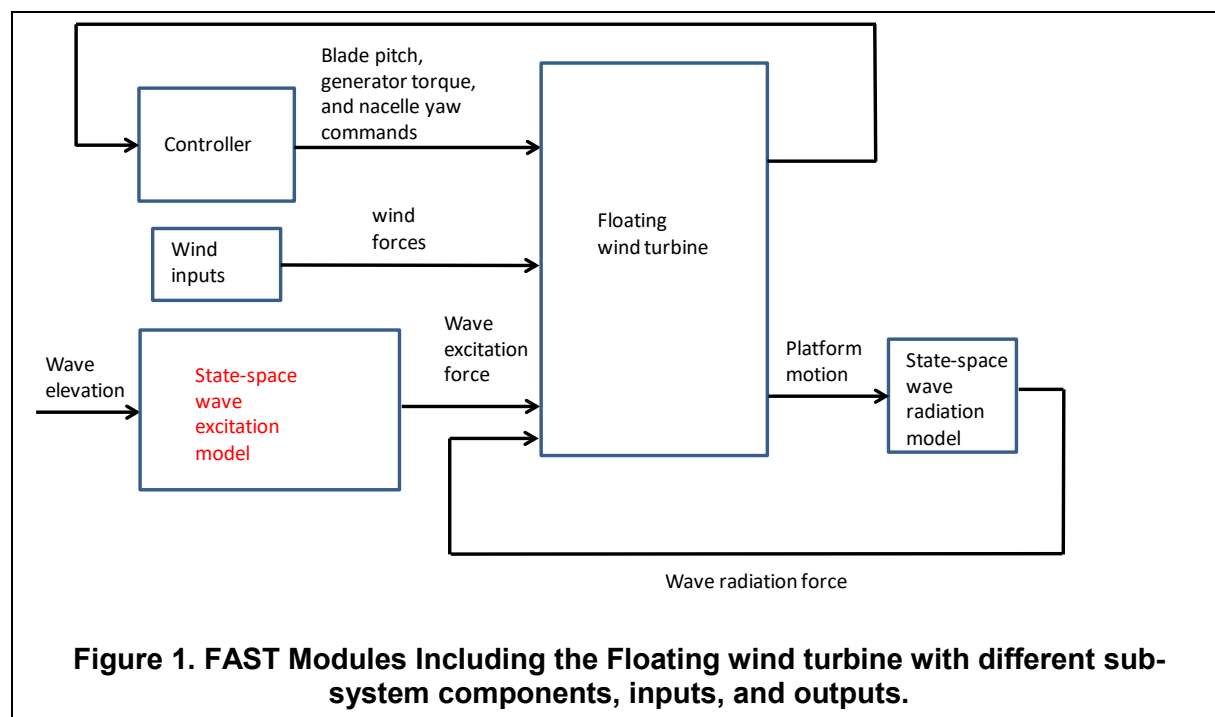 Blade pitch,
generator torque,
and nacelle yaw
commands
Controller
wind
forces
Wind
inputs
Floating
wind turbine
Wave
elevation
State-space
wave
excitation
model
Wave
excitation
force
Platform
motion
State-space
wave
radiation
model
Wave radiation force
Figure 1. FAST Modules Including the Floating wind turbine with different sub-
system components, inputs, and outputs.